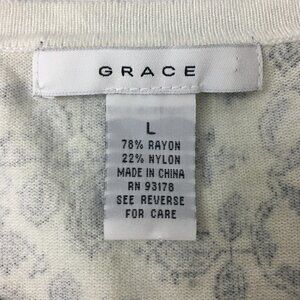 GRACE
L
78% RAYON
22% NYLON
MADE IN CHINA
RN 93178
SEE REVERSE
FOR CARE